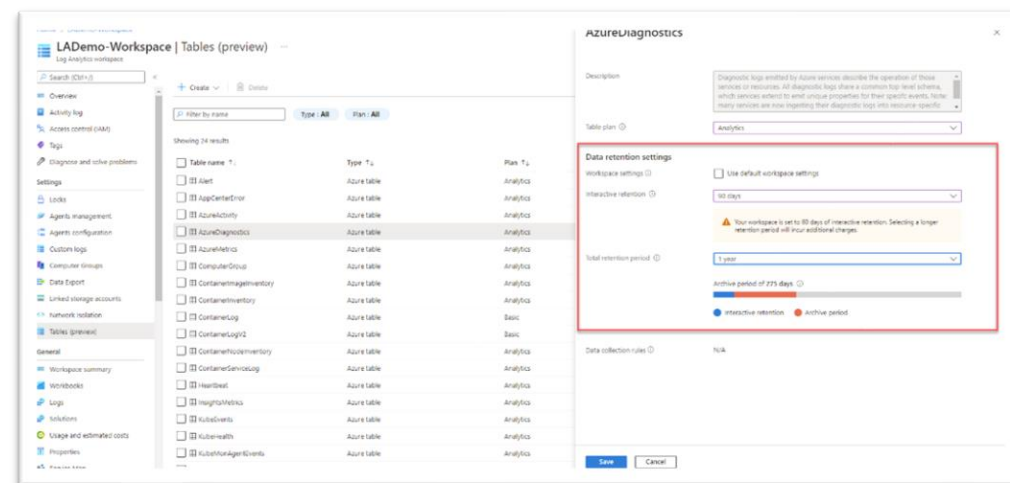 LADemo-Workspace | Tables (preview) ...
Log Analytics workspace
Search (Ctrl+/)
Overview
Activity log
Access control (IAM)
Tags
Diagnose and solve problems
Settings
Locks
Agents management
Agents configuration
Custom logs
Computer Groups
Data Export
Linked storage accounts
Network Isolation
Tables (preview)
General
Workspace summary
Workbooks
Logs
Solutions
Usage and estimated costs
Properties
+ Create Delete
Filter by name Type : All Plan : All
Showing 24 results
Table name ↑↓ Type ↑↓ Plan ↑↓
Alert Azure table Analytics
AppCenterError Azure table Analytics
AzureActivity Azure table Analytics
AzureDiagnostics Azure table Analytics
AzureMetrics Azure table Analytics
ComputerGroup Azure table Analytics
ContainerImageInventory Azure table Analytics
ContainerInventory Azure table Analytics
ContainerLog Azure table Basic
ContainerLogV2 Azure table Basic
ContainerNodeInventory Azure table Analytics
ContainerServiceLog Azure table Analytics
Heartbeat Azure table Analytics
InsightsMetrics Azure table Analytics
KubeEvents Azure table Analytics
KubeHealth Azure table Analytics
KubeMonAgentEvents Azure table Analytics
AzureDiagnostics
Description
Diagnostic logs emitted by Azure services describe the operation of those
services or resources. All diagnostic logs share a common top level schema,
which services extend to emit unique properties for their specific events. Note:
many services are now ingesting their diagnostic logs into resource-specific
Table plan Analytics
Data retention settings
Workspace settings Use default workspace settings
Interactive retention 90 days
Your workspace is set to days of interactive retention. Selecting a longer
retention period will incur additional charges.
Total retention period 1 year
Archive period of 275 days
Interactive retention Archive period
Data collection rules N/A
Save Cancel